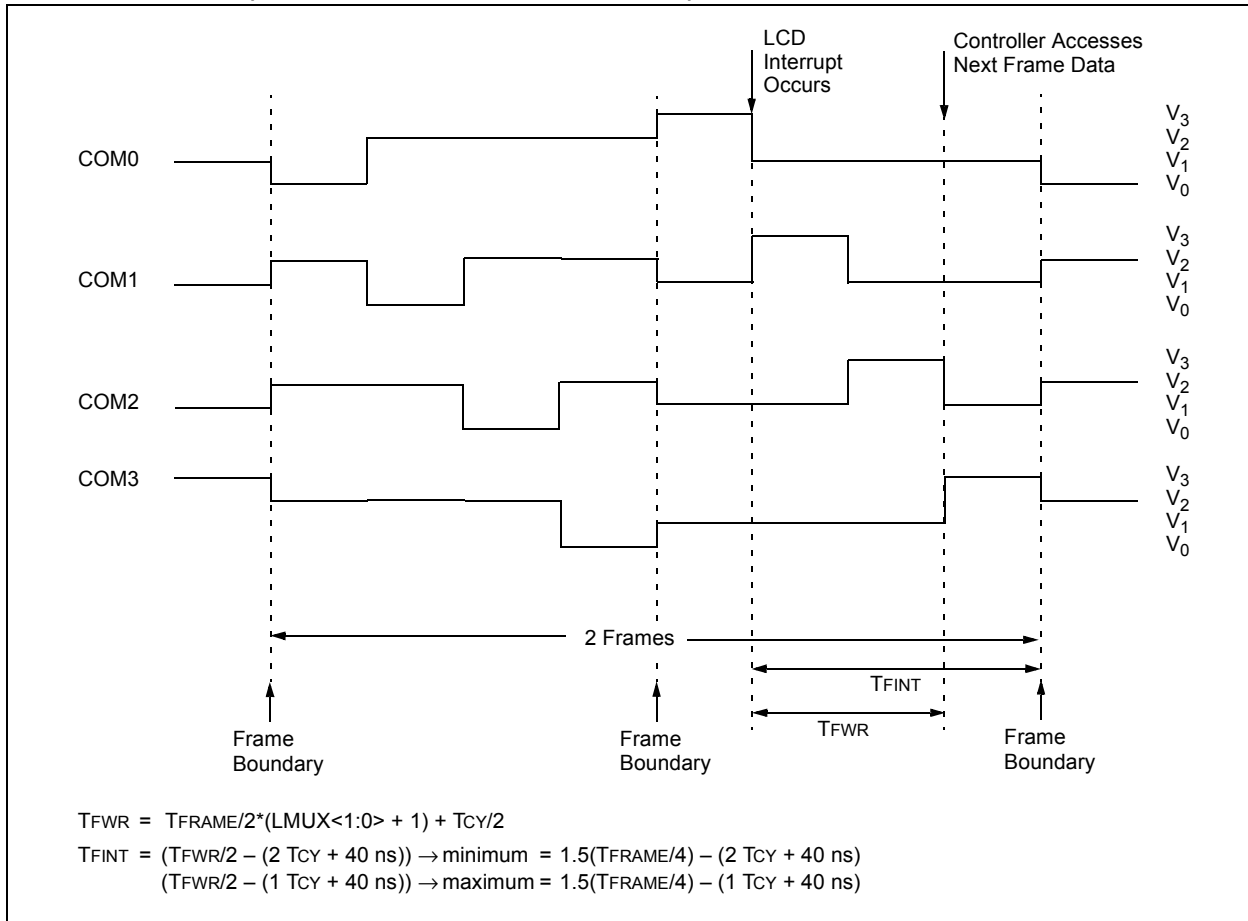 LCD
Interrupt
Occurs
Controller Accesses
Next Frame Data
COM0
V3
V2
V1
V0
COM1
V3
V2
V1
V0
COM2
V3
V2
V1
V0
COM3
V3
V2
V1
V0
2 Frames
TFINT
TFWR
Frame
Boundary
Frame
Boundary
Frame
Boundary
TFWR = TFRAME/2*(LMUX<1:0> + 1) + TCY/2
TFINT = (TFWR/2 – (2 TCY + 40 ns)) → minimum = 1.5(TFRAME/4) – (2 TCY + 40 ns)
(TFWR/2 – (1 TCY + 40 ns)) → maximum = 1.5(TFRAME/4) – (1 TCY + 40 ns)